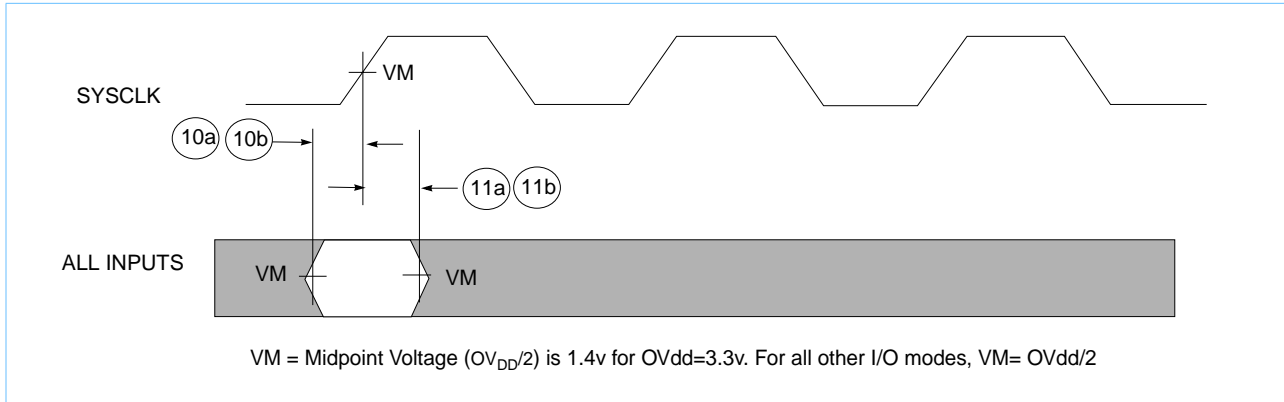 VM
SYSCLK
10a 10b
11a 11b
ALL INPUTS
VM
VM
VM = Midpoint Voltage (OVDD/2) is 1.4v for OVdd=3.3v. For all other I/O modes, VM= OVdd/2